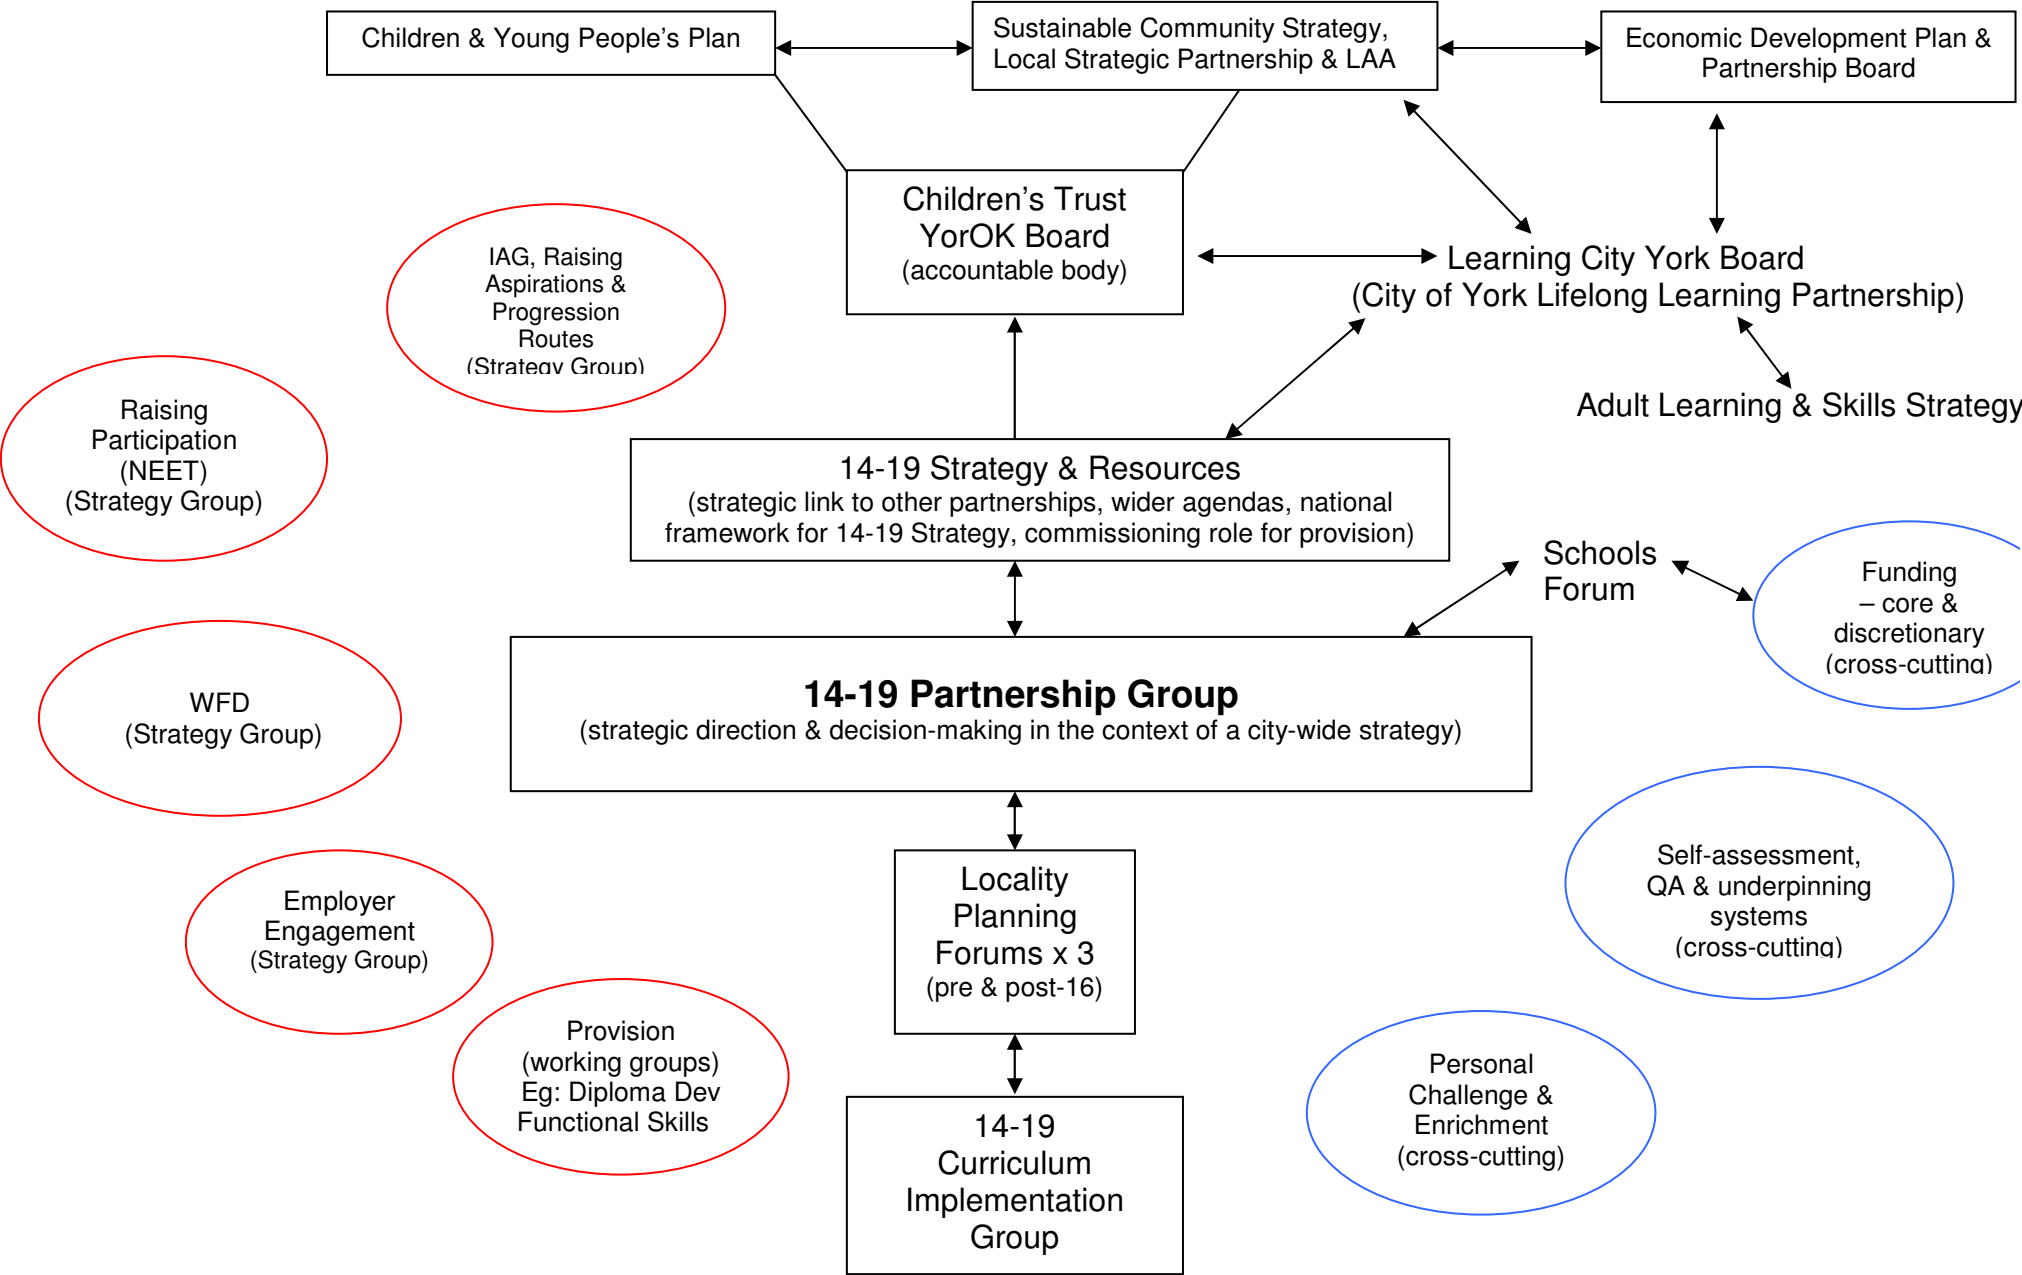 Children & Young People's Plan
Sustainable Community Strategy,
Local Strategic Partnership & LAA
Economic Development Plan &
Partnership Board
Children's Trust
YorOK Board
(accountable body)
Learning City York Board
(City of York Lifelong Learning Partnership)
IAG, Raising
Aspirations &
Progression
Routes
(Strategy Group)
Adult Learning & Skills Strategy
Raising
Participation
(NEET)
(Strategy Group)
14-19 Strategy & Resources
(strategic link to other partnerships, wider agendas, national
framework for 14-19 Strategy, commissioning role for provision)
Schools
Forum
Funding
– core &
discretionary
(cross-cutting)
WFD
(Strategy Group)
14-19 Partnership Group
(strategic direction & decision-making in the context of a city-wide strategy)
Employer
Engagement
(Strategy Group)
Locality
Planning
Forums x 3
(pre & post-16)
Self-assessment,
QA & underpinning
systems
(cross-cutting)
Provision
(working groups)
Eg: Diploma Dev
Functional Skills
Personal
Challenge &
Enrichment
(cross-cutting)
14-19
Curriculum
Implementation
Group